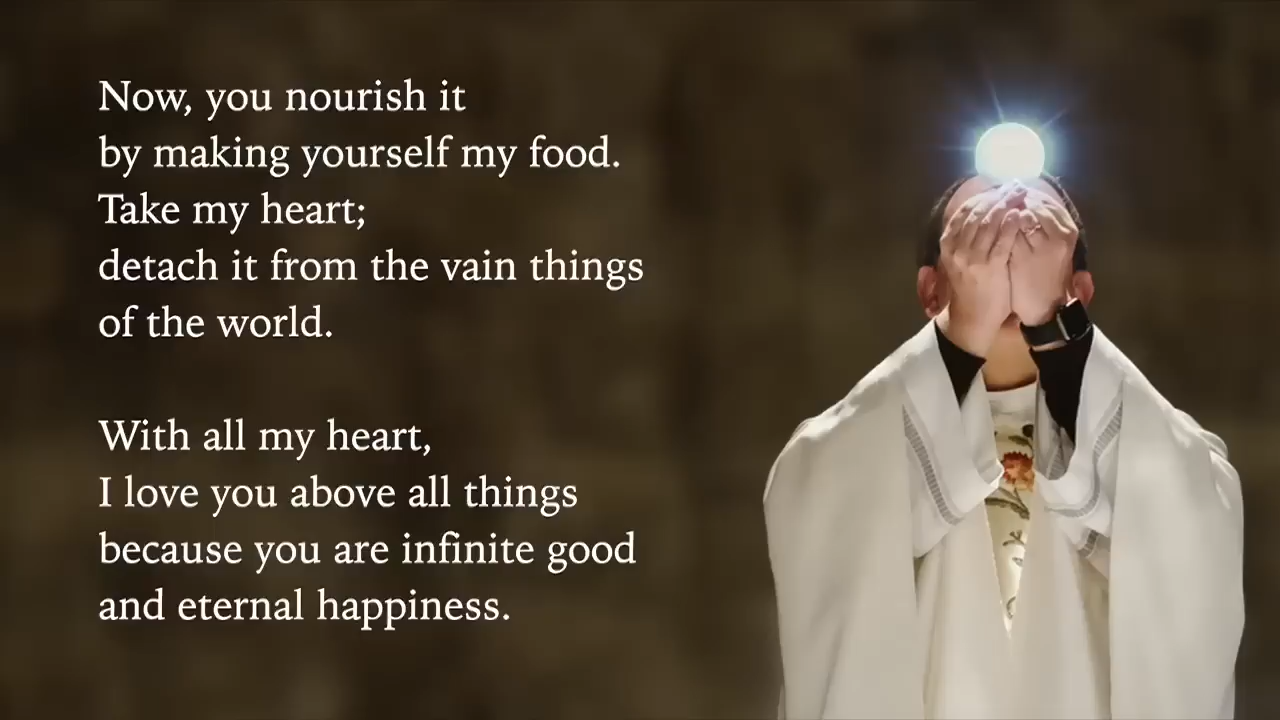 Now, you nourish it
by making yourself my food.
Take my heart;
detach it from the vain things
of the world.
With all my heart,
I love you above all things
because you are infinite good
and eternal happiness.